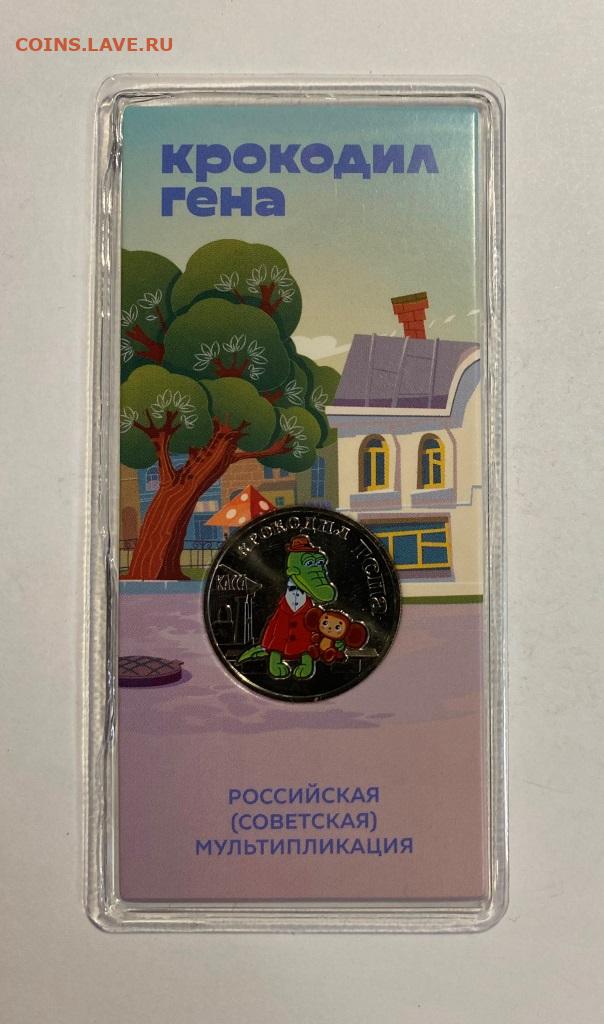 COINS.LAVE.RU
крокодил
гена
КРОКОДИЛ ГЕНА
КАССА
РОССИЙСКАЯ
(СОВЕТСКАЯ)
МУЛЬТИПЛИКАЦИЯ